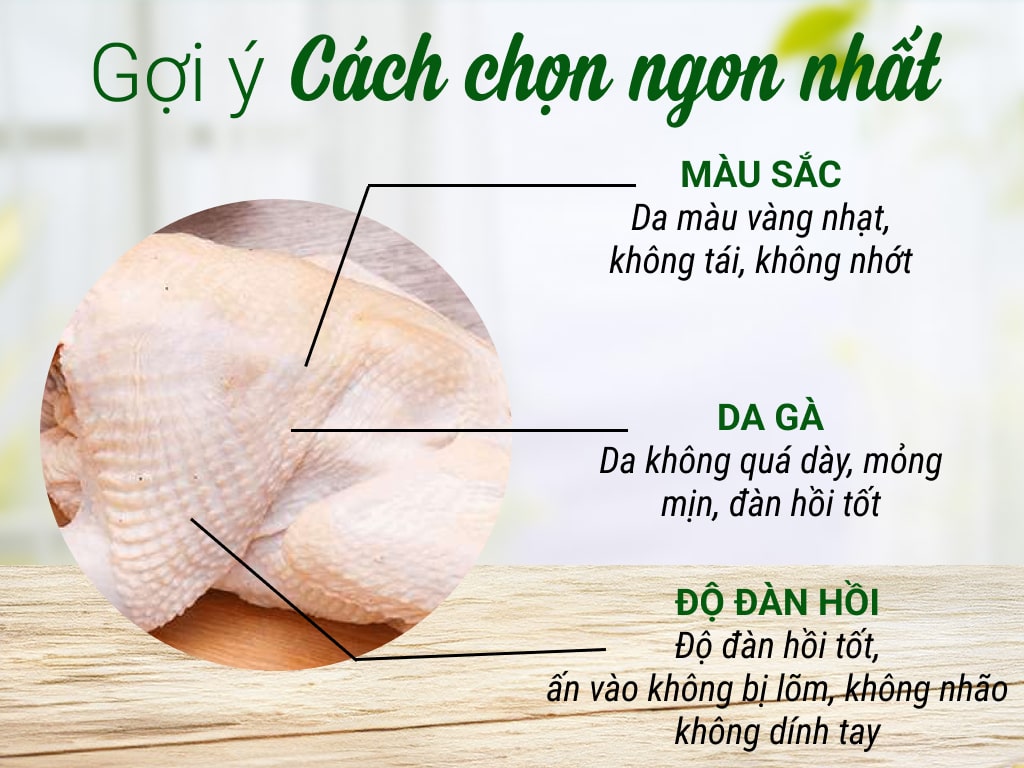 Gợi ý Cách chọn ngon nhất
MÀU SẮC
Da màu vàng nhạt,
không tái, không nhớt
DA GÀ
Da không quá dày, mỏng
mịn, đàn hồi tốt
ĐỘ ĐÀN HỒI
Độ đàn hồi tốt,
ấn vào không bị lõm, không nhão
không dính tay